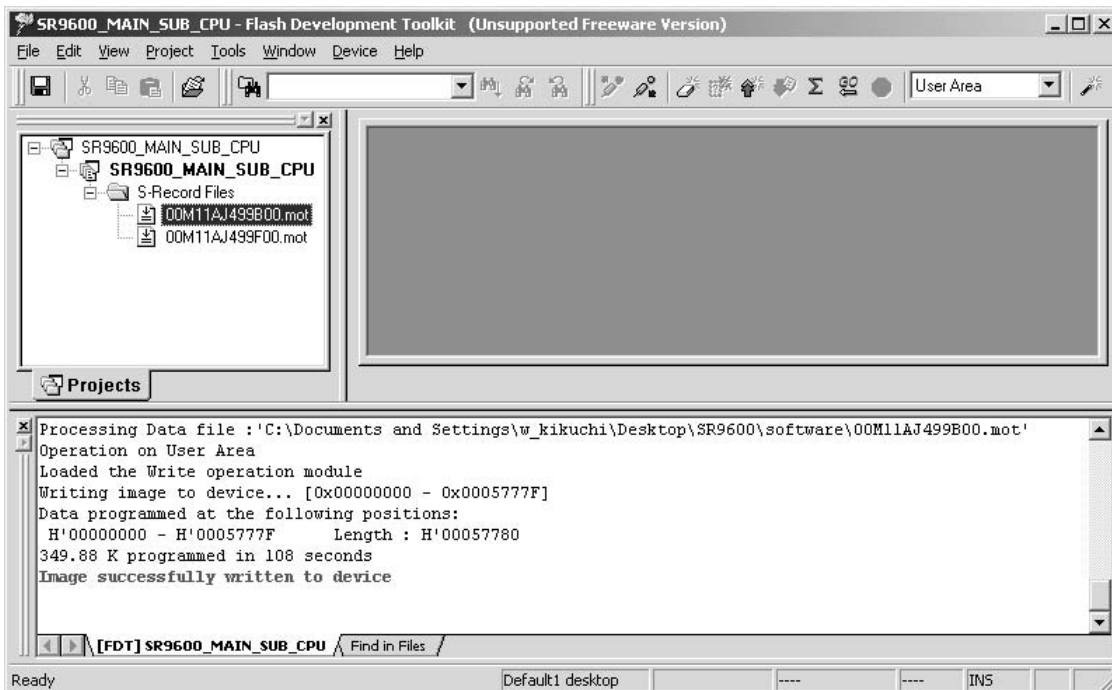 SR9600_MAIN_SUB_CPU - Flash Development Toolkit (Unsupported Freeware Version)
File Edit View Project Tools Window Device Help
User Area
SR9600_MAIN_SUB_CPU
SR9600_MAIN_SUB_CPU
S-Record Files
00M11AJ499B00.mot
00M11AJ499F00.mot
Projects
Processing Data file :'C:\Documents and Settings\w_kikuchi\Desktop\SR9600\software\00M11AJ499B00.mot'
Operation on User Area
Loaded the Write operation module
Writing image to device... [0x00000000 - 0x0005777F]
Data programmed at the following positions:
H'00000000 - H'0005777F Length : H'00057780
349.88 K programmed in 108 seconds
Image successfully written to device
[FDT] SR9600_MAIN_SUB_CPU Find in Files
Ready Default1 desktop ---- ---- INS